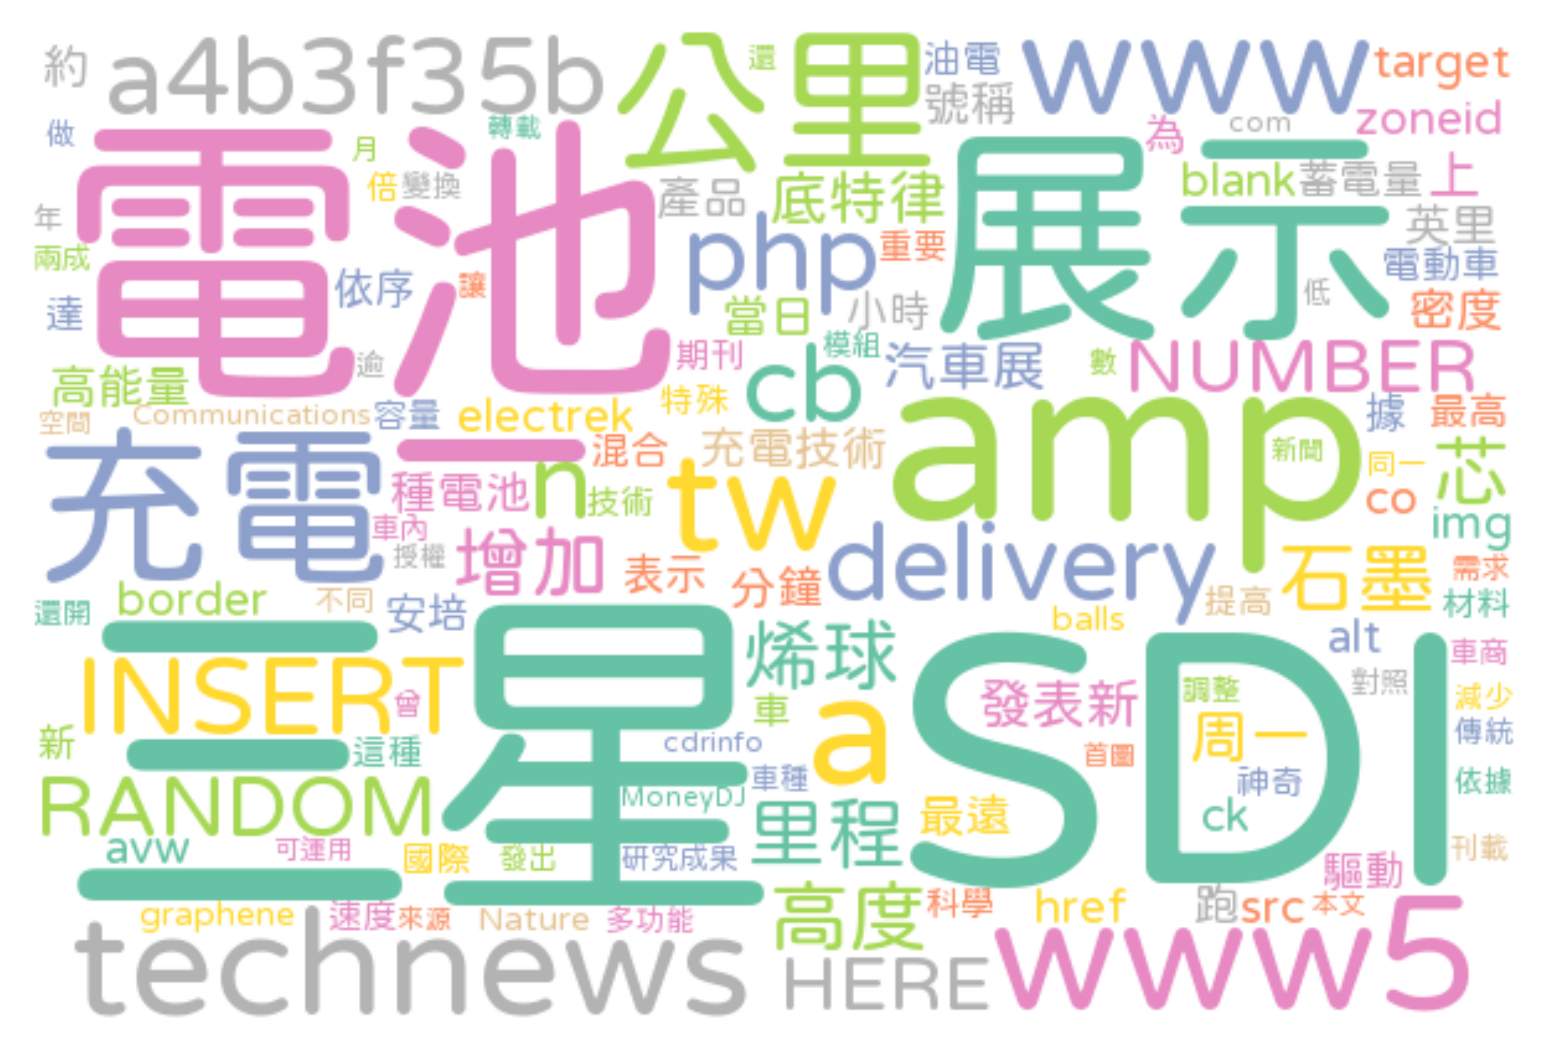 約 a4b3f35b 公里 還 油電 www target
號稱 com zoneid
做 電池 月 轉載 為 展示
倍 變換 產品 底特律 blank 蓄電量 上
年 php 重要 英里
兩成 依序 讓 電動車
達 當日 小時 低 密度
高能量 逾 期刊 cb 模組 汽車展 數 NUMBER
空間 Communications 容量 electrek 特殊 amp 據 最高
充電 一 混合 充電技術 新聞 同一 芯
種電池 n 技術 tw co img
車內 授權 增加 表示 分鐘 delivery 石墨 需求
還開 border 不同 安培 提高 材料
三星 SDI 烯球 balls alt 車商
INSERT 曾 車 a 發表新 調整 對照 減少
新 這種 cdrinfo 周一 傳統
RANDOM MoneyDJ 車種 首圖 神奇 依據
avw 可運用 國際 發出 研究成果 里程 最遠 ck 刊載
graphene 速度 來源 Nature 多功能 高度 科學 href 驅動
跑 src 本文
technews HERE www5